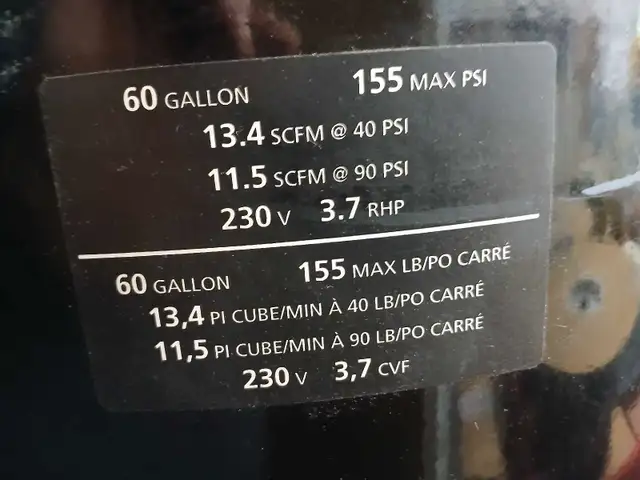 60 GALLON 155 MAX PSI
13.4 SCFM @ 40 PSI
11.5 SCFM @ 90 PSI
230 V 3.7 RHP
60 GALLON 155 MAX LB/PO CARRÉ
13,4 PI CUBE/MIN À 40 LB/PO CARRÉ
11,5 PI CUBE/MIN À 90 LB/PO CARRÉ
230 V 3,7 CVF